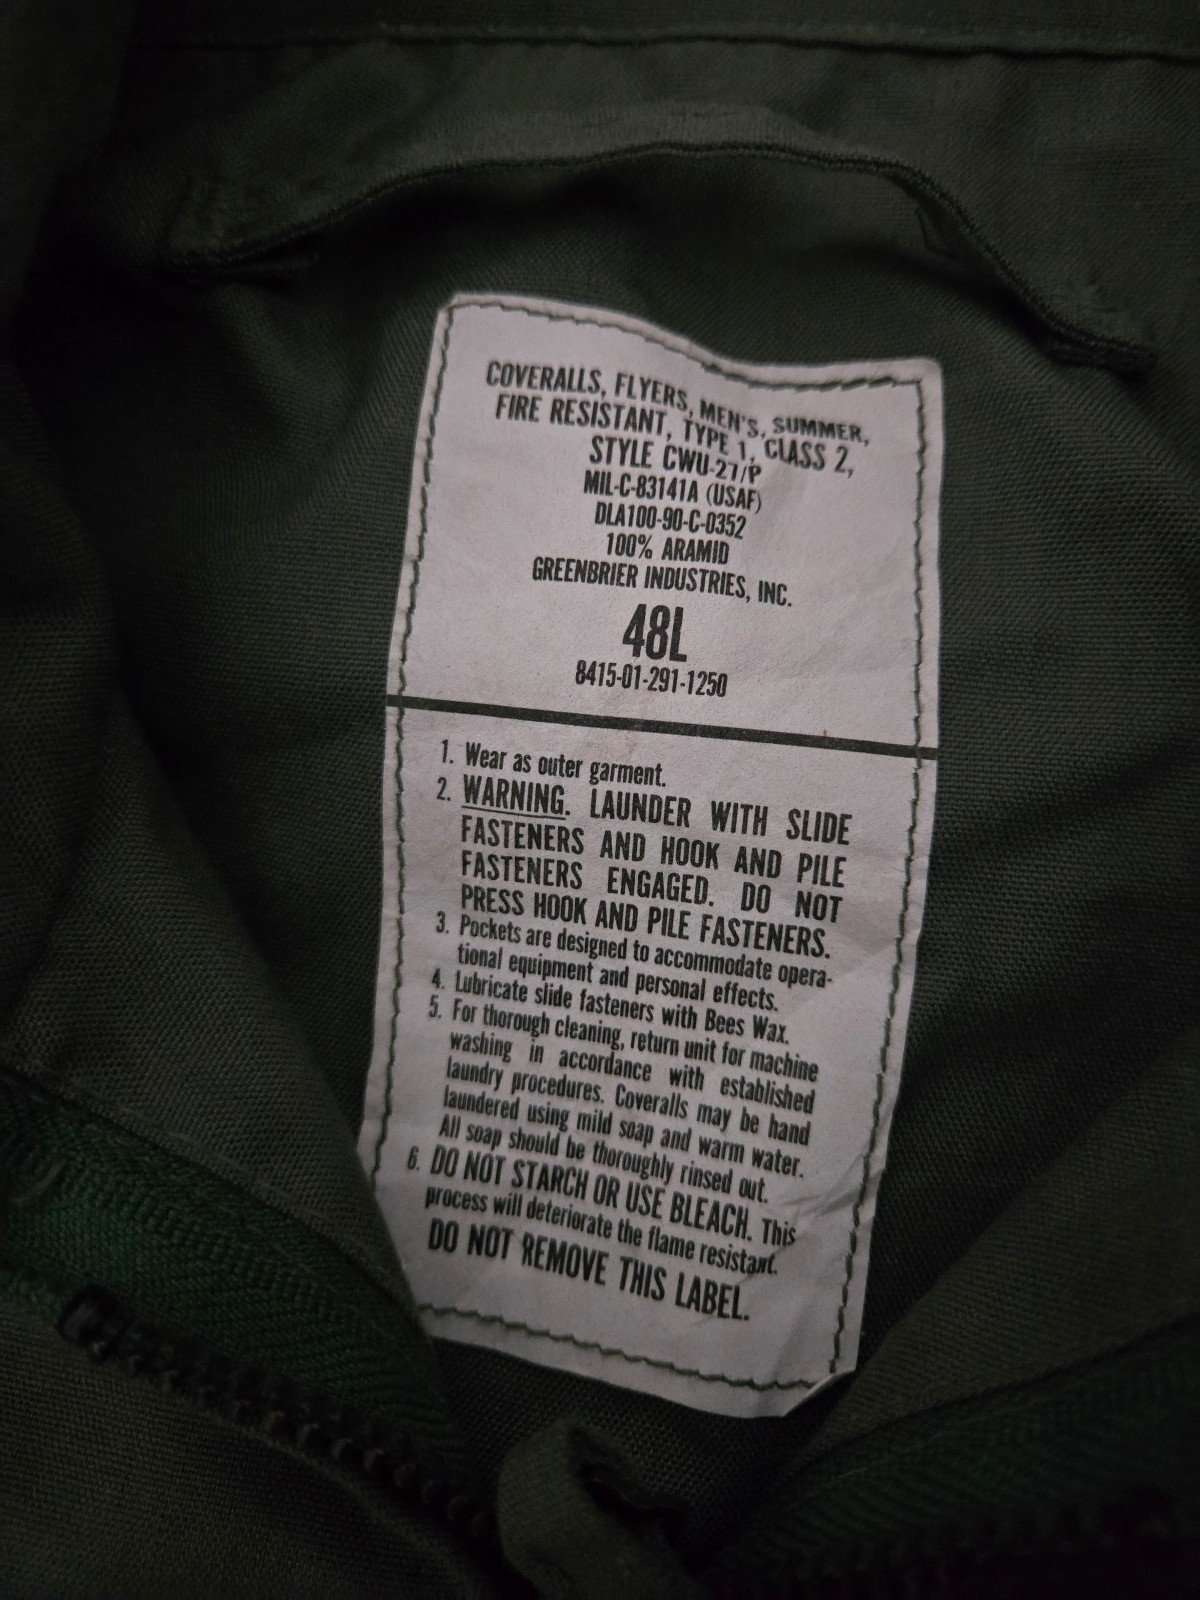 COVERALLS, FLYERS, MEN'S, SUMMER,
FIRE RESISTANT, TYPE 1, CLASS 2,
STYLE CWU-27/P
MIL-C-83141A (USAF)
DLA100-90-C-0352
100% ARAMID
GREENBRIER INDUSTRIES, INC.
48L
8415-01-291-1250
1. Wear as outer garment.
2. WARNING. LAUNDER WITH SLIDE
FASTENERS AND HOOK AND PILE
FASTENERS ENGAGED. DO NOT
PRESS HOOK AND PILE FASTENERS.
3. Pockets are designed to accommodate opera-
tional equipment and personal effects.
4. Lubricate slide fasteners with Bees Wax.
5. For thorough cleaning, return unit for machine
washing in accordance with established
laundry procedures. Coveralls may be hand
laundered using mild soap and warm water.
All soap should be thoroughly rinsed out.
6. DO NOT STARCH OR USE BLEACH. This
process will deteriorate the flame resistant.
DO NOT REMOVE THIS LABEL.